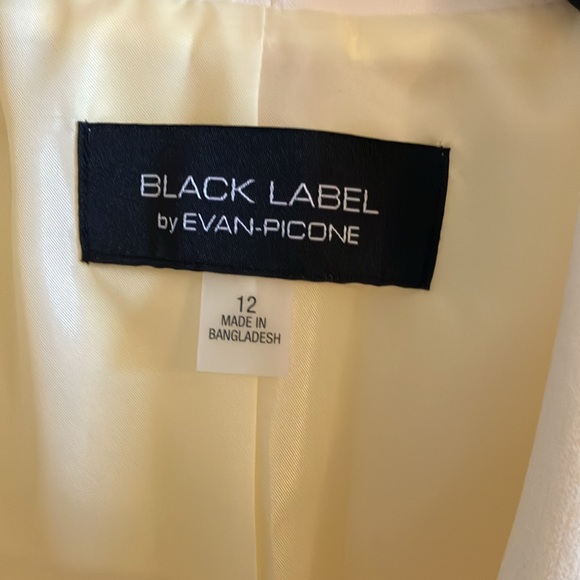 BLACK LABEL
by EVAN-PICONE
12
MADE IN
BANGLADESH